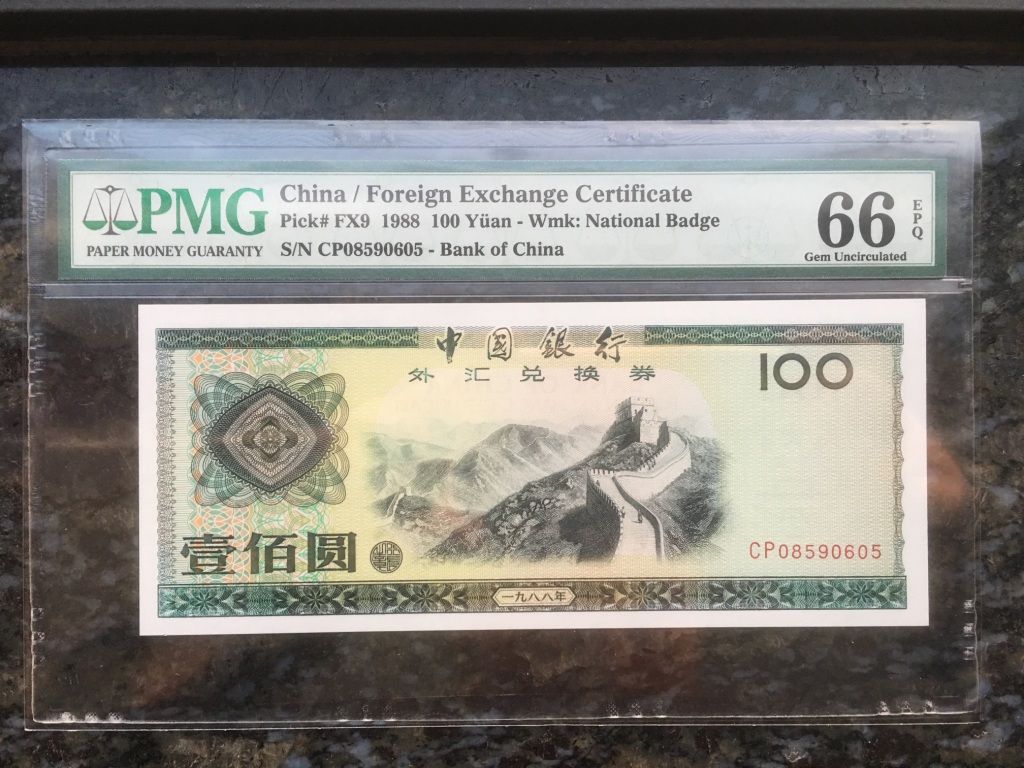 PMG
PAPER MONEY GUARANTY
China / Foreign Exchange Certificate
Pick# FX9 1988 100 Yüan - Wmk: National Badge
S/N CP08590605 - Bank of China
66
EPQ
Gem Uncirculated
中國銀行
外汇兑换券
100
壹佰圆
CP08590605
一九八八年